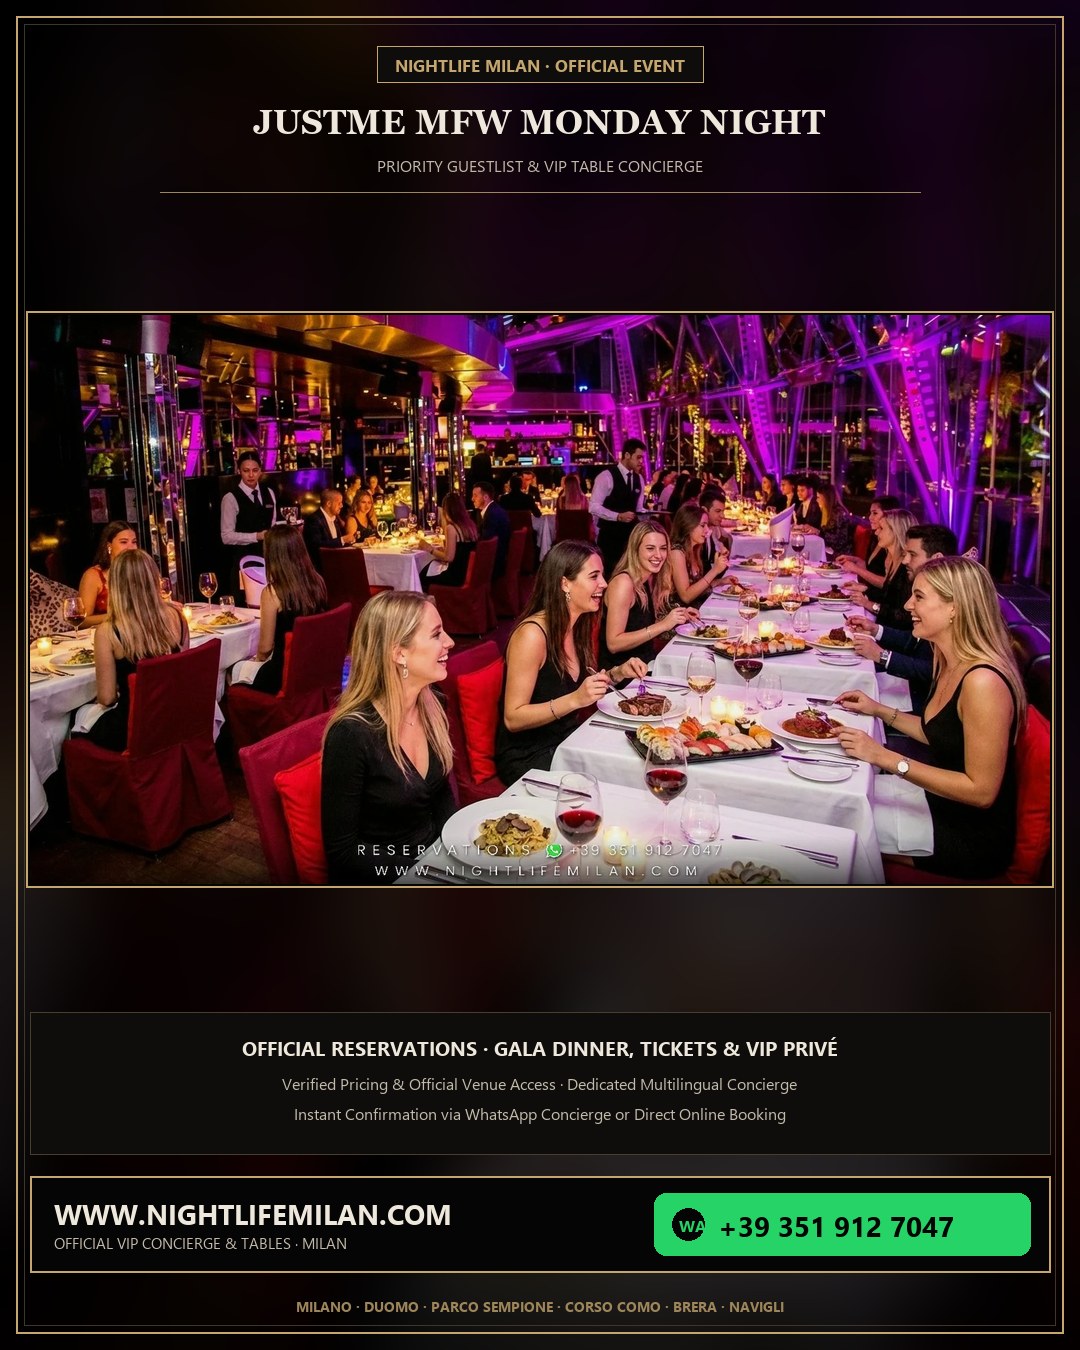 NIGHTLIFE MILAN · OFFICIAL EVENT
JUSTME MFW MONDAY NIGHT
PRIORITY GUESTLIST & VIP TABLE CONCIERGE
RESERVATIONS +39 351 912 7047
WWW.NIGHTLIFEMILAN.COM
OFFICIAL RESERVATIONS · GALA DINNER, TICKETS & VIP PRIVÉ
Verified Pricing & Official Venue Access · Dedicated Multilingual Concierge
Instant Confirmation via WhatsApp Concierge or Direct Online Booking
WWW.NIGHTLIFEMILAN.COM
OFFICIAL VIP CONCIERGE & TABLES · MILAN
WA +39 351 912 7047
MILANO · DUOMO · PARCO SEMPIONE · CORSO COMO · BRERA · NAVIGLI